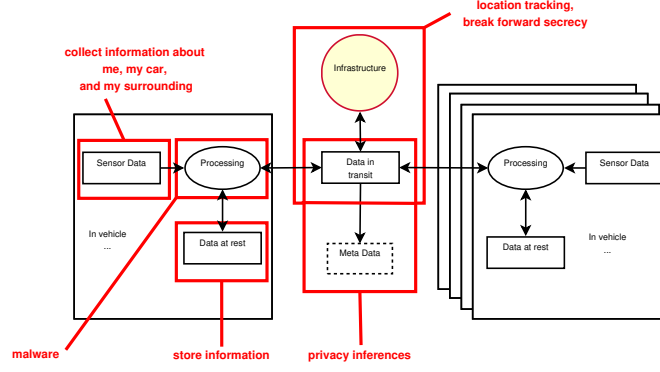 location tracking,
break forward secrecy
collect information about
me, my car,
and my surrounding
Infrastructure
Sensor Data
Processing
Data in
transit
Processing
Sensor Data
In vehicle
...
Data at rest
Meta Data
Data at rest
In vehicle
...
malware
store information
privacy inferences